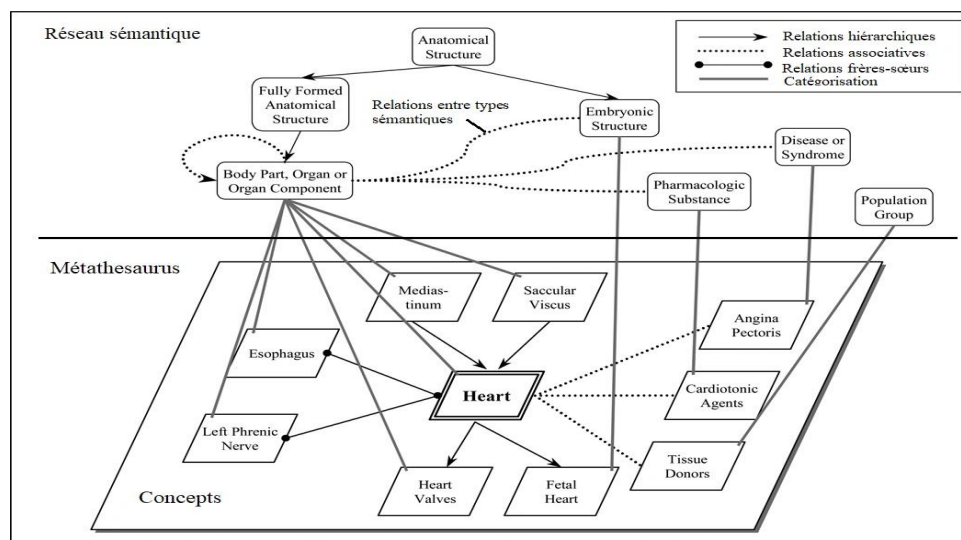 Réseau sémantique
Anatomical
Structure
Relations hiérarchiques
Relations associatives
Relations frères-sœurs
Catégorisation
Fully Formed
Anatomical
Structure
Relations entre types
sémantiques
Embryonic
Structure
Disease or
Syndrome
Body Part, Organ or
Organ Component
Pharmacologic
Substance
Population
Group
Métathesaurus
Medias-
tinum
Saccular
Viscus
Angina
Pectoris
Esophagus
Heart
Cardiotonic
Agents
Left Phrenic
Nerve
Tissue
Donors
Heart
Valves
Fetal
Heart
Concepts